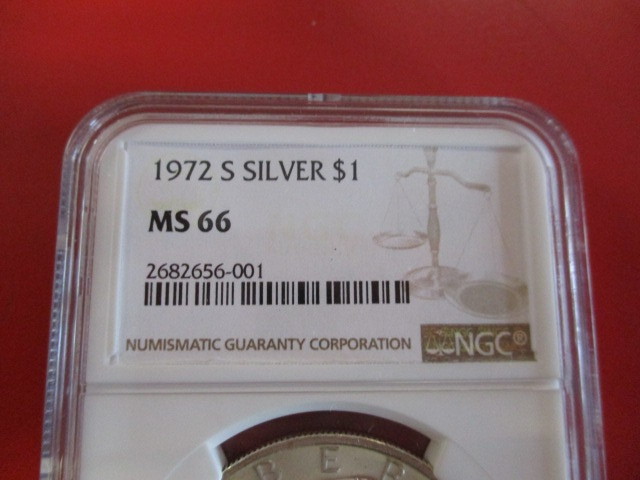 1972 S SILVER $1
MS 66
2682656-001
NUMISMATIC GUARANTY CORPORATION NGC®
B E R